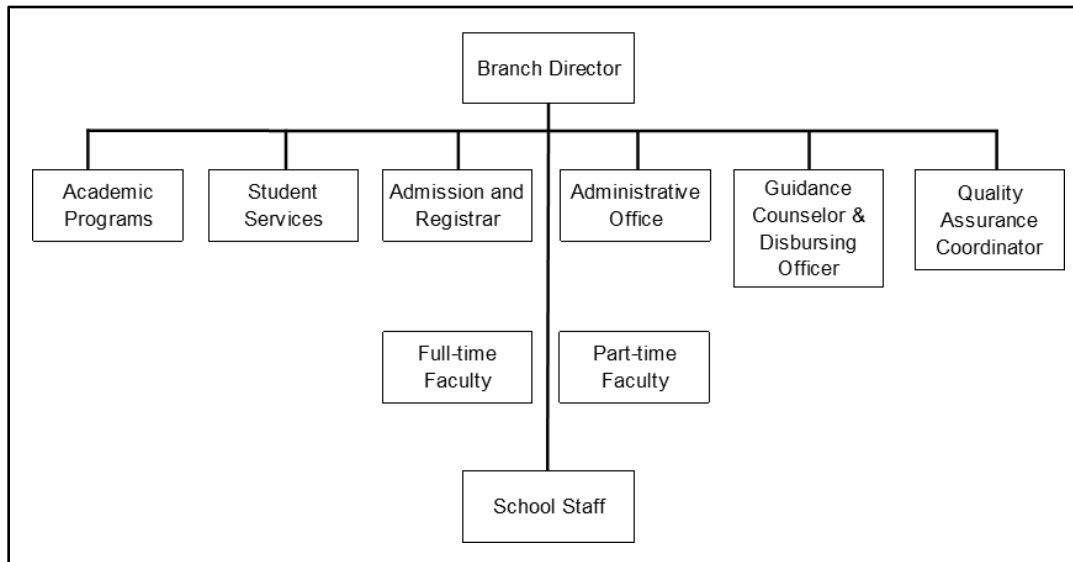 Branch Director
Academic
Programs
Student
Services
Admission and
Registrar
Administrative
Office
Guidance
Counselor &
Disbursing
Officer
Quality
Assurance
Coordinator
Full-time
Faculty
Part-time
Faculty
School Staff